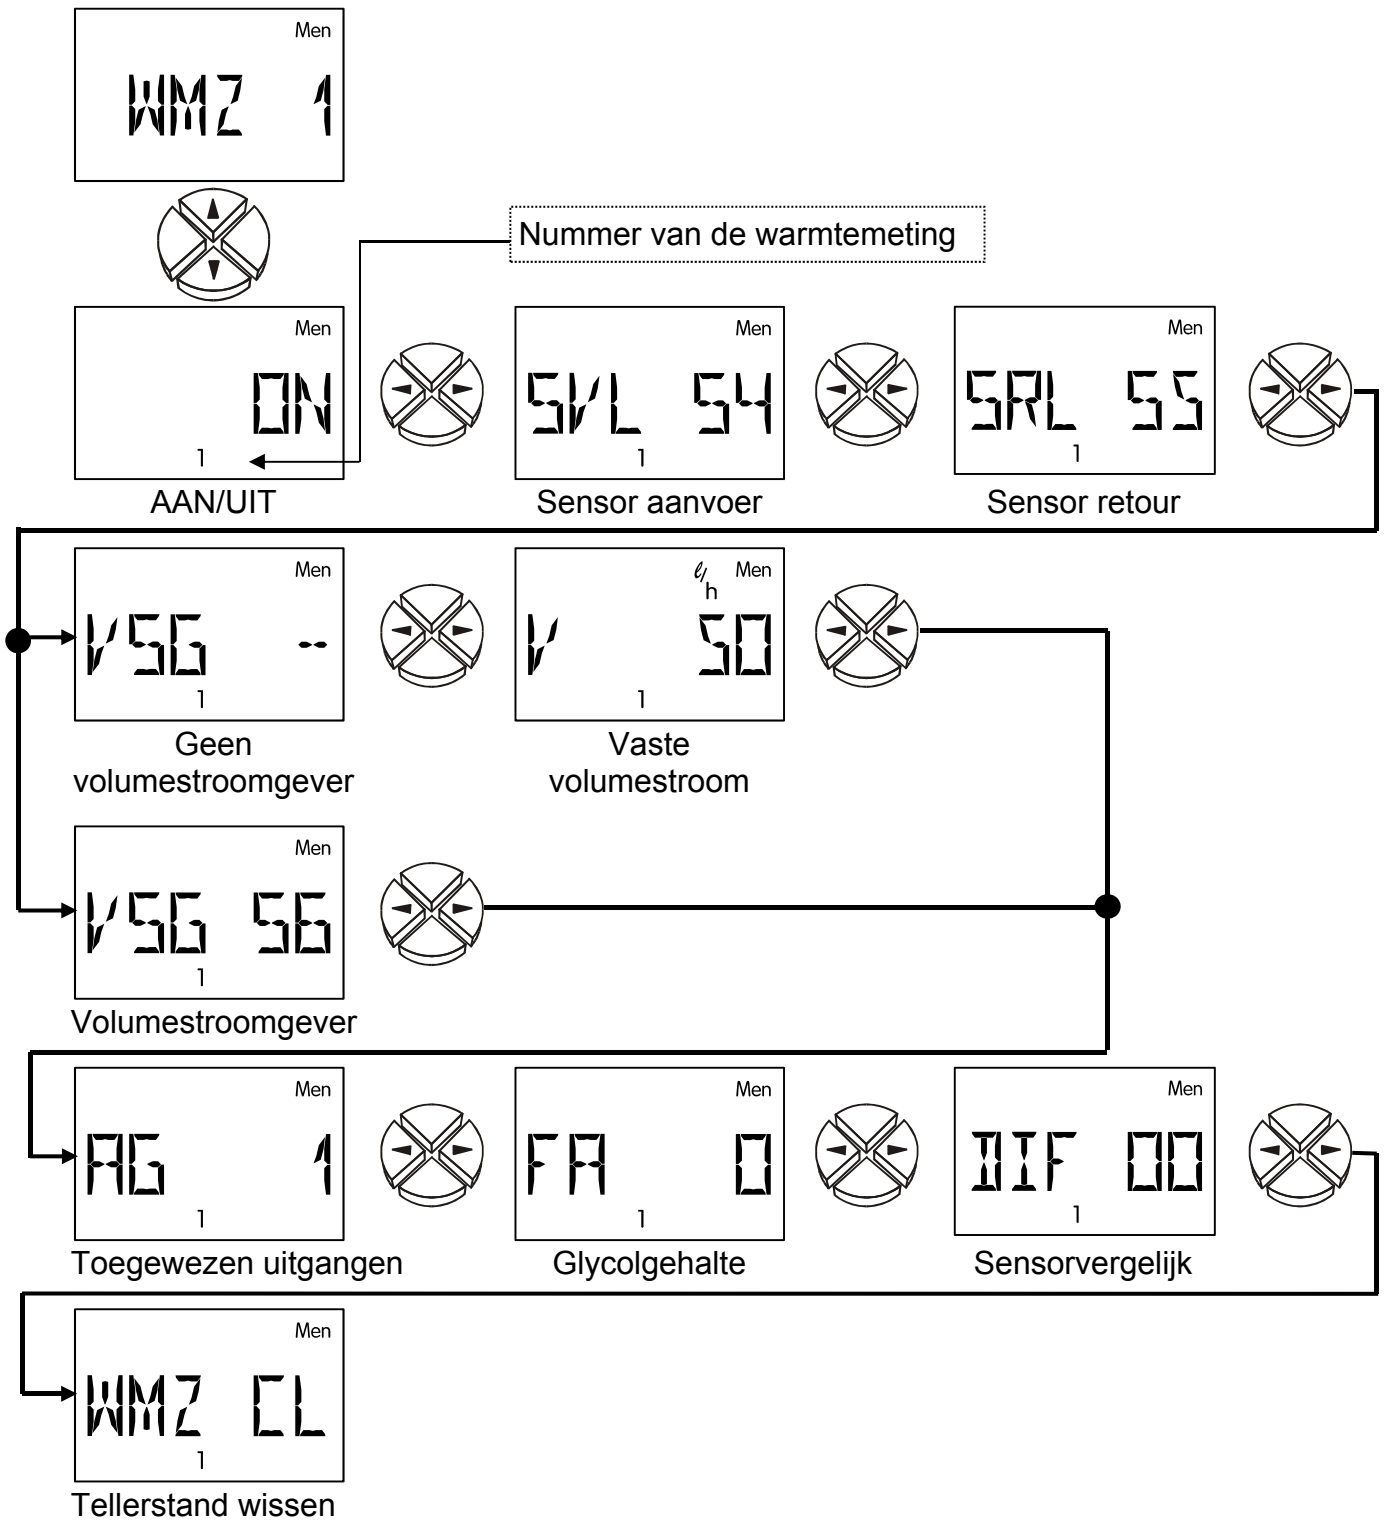 Men
WMZ 1
Nummer van de warmtemeting
Men
ON
1
AAN/UIT
Men
SVL S4
1
Sensor aanvoer
Men
SRL S5
1
Sensor retour
Men
VSG --
1
Geen
volumestroomgever
l/h Men
V 50
1
Vaste
volumestroom
Men
VSG S6
1
Volumestroomgever
Men
AG 1
1
Toegewezen uitgangen
Men
FA 0
1
Glycolgehalte
Men
DIF 00
1
Sensorvergelijk
Men
WMZ CL
1
Tellerstand wissen